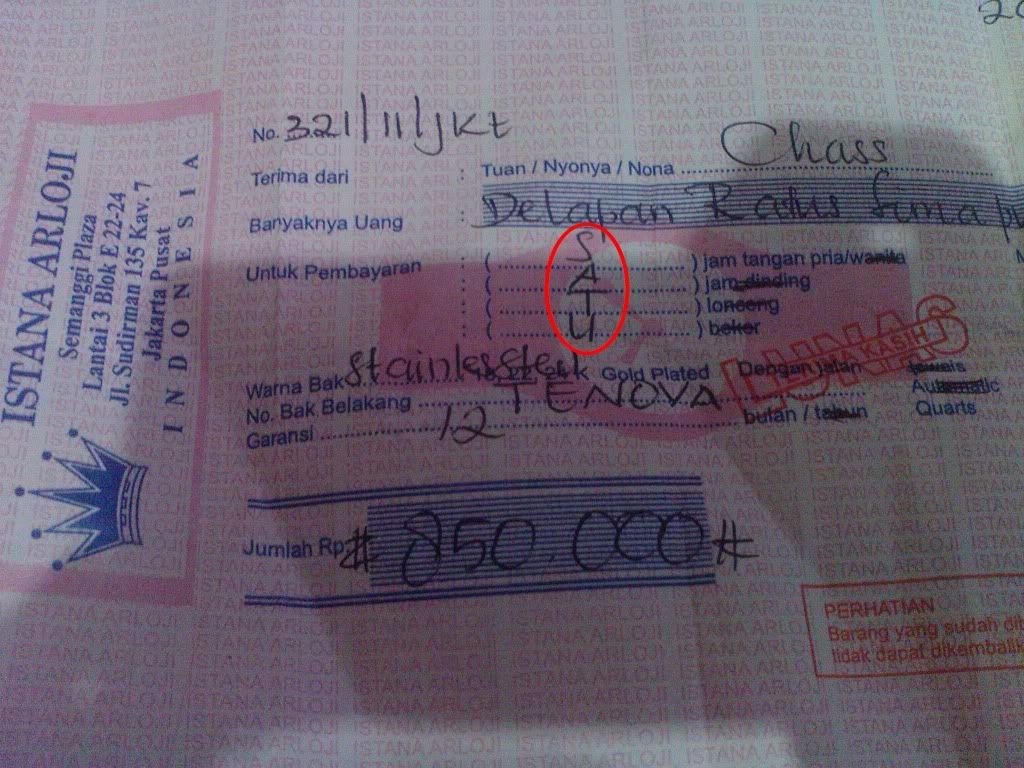 ISTANA ARLOJI
Semanggi Plaza
Lantai 3 Blok E 22-24
Jl. Sudirman 135 Kav. 7
Jakarta Pusat
INDONESIA
No. 321/11/JKt
Terima dari : Tuan / Nyonya / Nona Chass
Banyaknya Uang : Delapan Ratus Lima
Untuk Pembayaran : ( S ) jam tangan pria/wanita
: ( A ) jam dinding
: ( T ) lonceng
: ( U ) beker
Warna Bak stainlessteel Gold Plated Dengan jalan jewels
No. Bak Belakang TENOVA Automatic
Garansi 12 bulan / tahun Quarts
LUNAS
KASIH
Jumlah Rp # 850.000 #
PERHATIAN
Barang yang sudah
tidak dapat